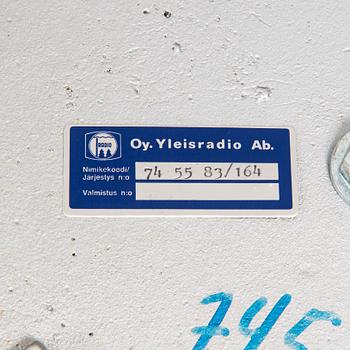 RADIO
Oy. Yleisradio Ab.
Nimikekoodi/
Järjestys n:o 74 55 83/164
Valmistus n:o
745